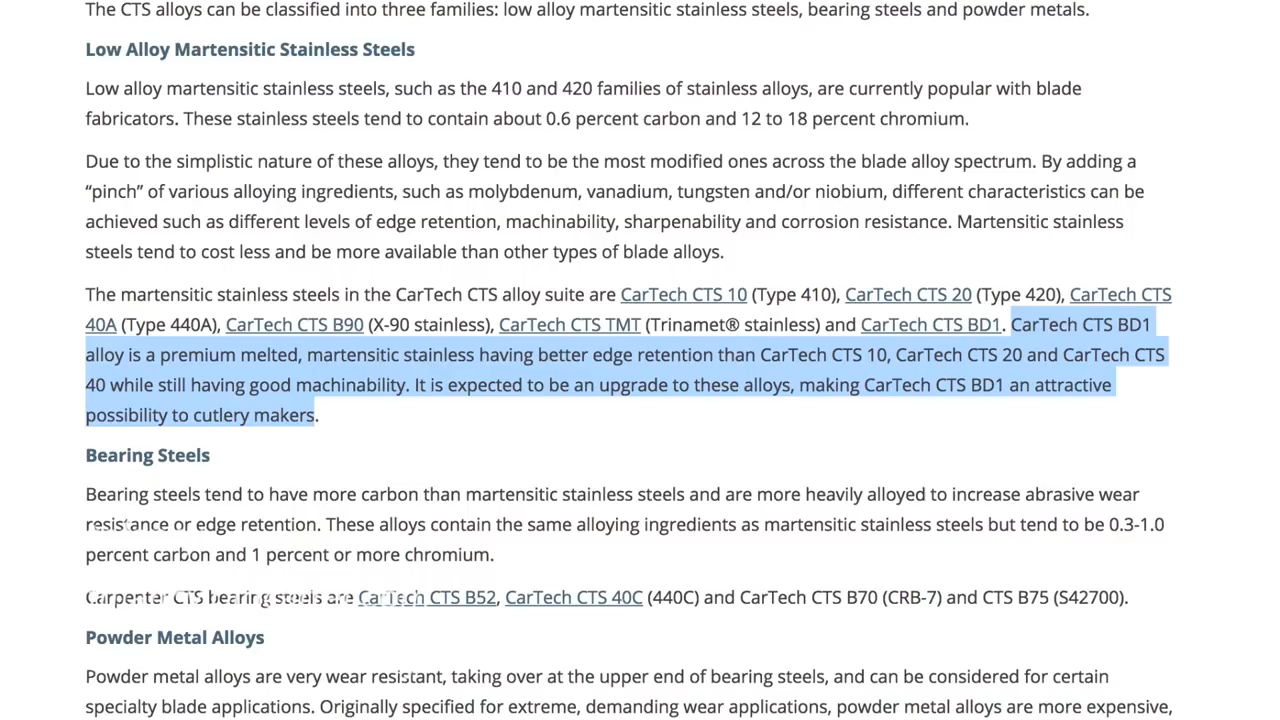 The CTS alloys can be classified into three families: low alloy martensitic stainless steels, bearing steels and powder metals.
Low Alloy Martensitic Stainless Steels
Low alloy martensitic stainless steels, such as the 410 and 420 families of stainless alloys, are currently popular with blade
fabricators. These stainless steels tend to contain about 0.6 percent carbon and 12 to 18 percent chromium.
Due to the simplistic nature of these alloys, they tend to be the most modified ones across the blade alloy spectrum. By adding a
“pinch” of various alloying ingredients, such as molybdenum, vanadium, tungsten and/or niobium, different characteristics can be
achieved such as different levels of edge retention, machinability, sharpenability and corrosion resistance. Martensitic stainless
steels tend to cost less and be more available than other types of blade alloys.
The martensitic stainless steels in the CarTech CTS alloy suite are CarTech CTS 10 (Type 410), CarTech CTS 20 (Type 420), CarTech CTS
40A (Type 440A), CarTech CTS B90 (X-90 stainless), CarTech CTS TMT (Trinamet® stainless) and CarTech CTS BD1. CarTech CTS BD1
alloy is a premium melted, martensitic stainless having better edge retention than CarTech CTS 10, CarTech CTS 20 and CarTech CTS
40 while still having good machinability. It is expected to be an upgrade to these alloys, making CarTech CTS BD1 an attractive
possibility to cutlery makers.
Bearing Steels
Bearing steels tend to have more carbon than martensitic stainless steels and are more heavily alloyed to increase abrasive wear
resistance or edge retention. These alloys contain the same alloying ingredients as martensitic stainless steels but tend to be 0.3-1.0
percent carbon and 1 percent or more chromium.
Carpenter CTS bearing steels are CarTech CTS B52, CarTech CTS 40C (440C) and CarTech CTS B70 (CRB-7) and CTS B75 (S42700).
Powder Metal Alloys
Powder metal alloys are very wear resistant, taking over at the upper end of bearing steels, and can be considered for certain
specialty blade applications. Originally specified for extreme, demanding wear applications, powder metal alloys are more expensive,